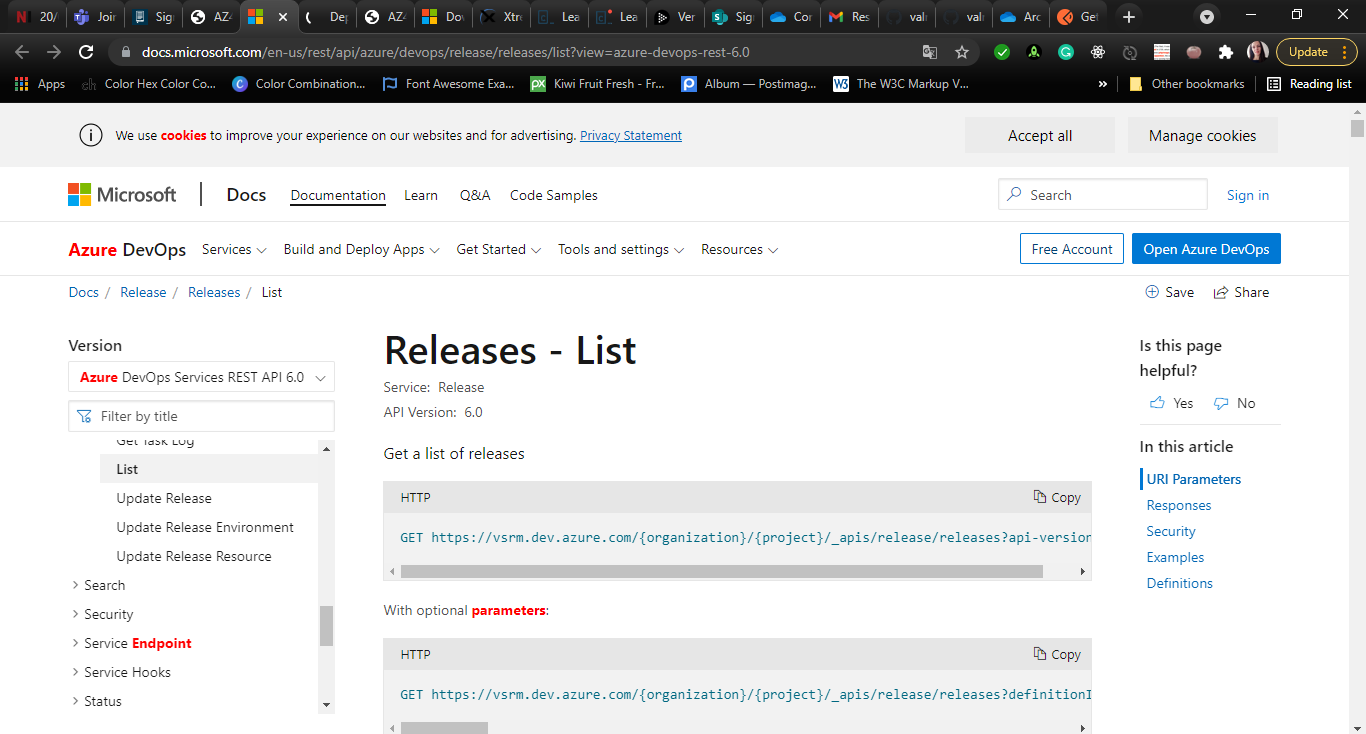 20/
Join
Sign
AZ4
Dep
AZ4
Dov
Xtre
Lea
Lea
Ver
Sig
Cor
Res
vali
vali
Arc
Get
docs.microsoft.com/en-us/rest/api/azure/devops/release/releases/list?view=azure-devops-rest-6.0
Update
Apps
Color Hex Color Co...
Color Combination...
Font Awesome Exa...
Kiwi Fruit Fresh - Fr...
Album — Postimag...
The W3C Markup V...
»
Other bookmarks
Reading list
We use cookies to improve your experience on our websites and for advertising. Privacy Statement
Accept all
Manage cookies
Microsoft
Docs
Documentation
Learn
Q&A
Code Samples
Search
Sign in
Azure DevOps
Services
Build and Deploy Apps
Get Started
Tools and settings
Resources
Free Account
Open Azure DevOps
Docs / Release / Releases / List
Save
Share
Version
Azure DevOps Services REST API 6.0
Filter by title
Get Task Log
List
Update Release
Update Release Environment
Update Release Resource
Search
Security
Service Endpoint
Service Hooks
Status
Releases - List
Service: Release
API Version: 6.0
Get a list of releases
HTTP
Copy
GET https://vsrm.dev.azure.com/{organization}/{project}/_apis/release/releases?api-version
With optional parameters:
HTTP
Copy
GET https://vsrm.dev.azure.com/{organization}/{project}/_apis/release/releases?definitionI
Is this page
helpful?
Yes
No
In this article
URI Parameters
Responses
Security
Examples
Definitions